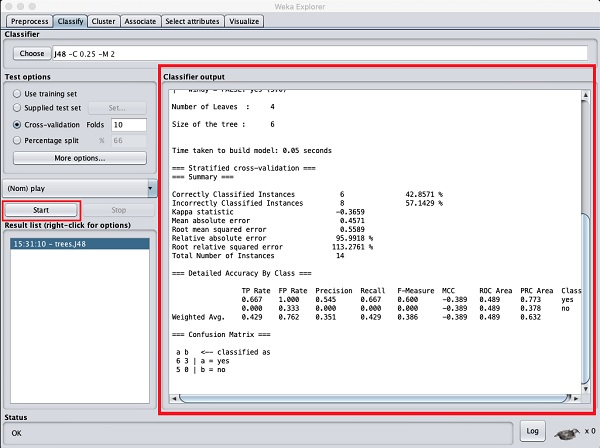 Weka Explorer
Preprocess Classify Cluster Associate Select attributes Visualize
Classifier
Choose J48 -C 0.25 -M 2
Test options
Use training set
Supplied test set Set...
Cross-validation Folds 10
Percentage split % 66
More options...
(Nom) play
Start Stop
Result list (right-click for options)
15:31:10 - trees.J48
Classifier output
Number of Leaves : 4
Size of the tree : 6
Time taken to build model: 0.05 seconds
=== Stratified cross-validation ===
=== Summary ===
Correctly Classified Instances 6 42.8571 %
Incorrectly Classified Instances 8 57.1429 %
Kappa statistic -0.3659
Mean absolute error 0.4571
Root mean squared error 0.5589
Relative absolute error 95.9918 %
Root relative squared error 113.2761 %
Total Number of Instances 14
=== Detailed Accuracy By Class ===
TP Rate FP Rate Precision Recall F-Measure MCC ROC Area PRC Area Class
0.667 1.000 0.545 0.667 0.600 -0.389 0.489 0.773 yes
0.000 0.333 0.000 0.000 0.000 -0.389 0.489 0.378 no
Weighted Avg. 0.429 0.762 0.351 0.429 0.386 -0.389 0.489 0.632
=== Confusion Matrix ===
a b <-- classified as
6 3 | a = yes
5 0 | b = no
Status
OK
Log x 0